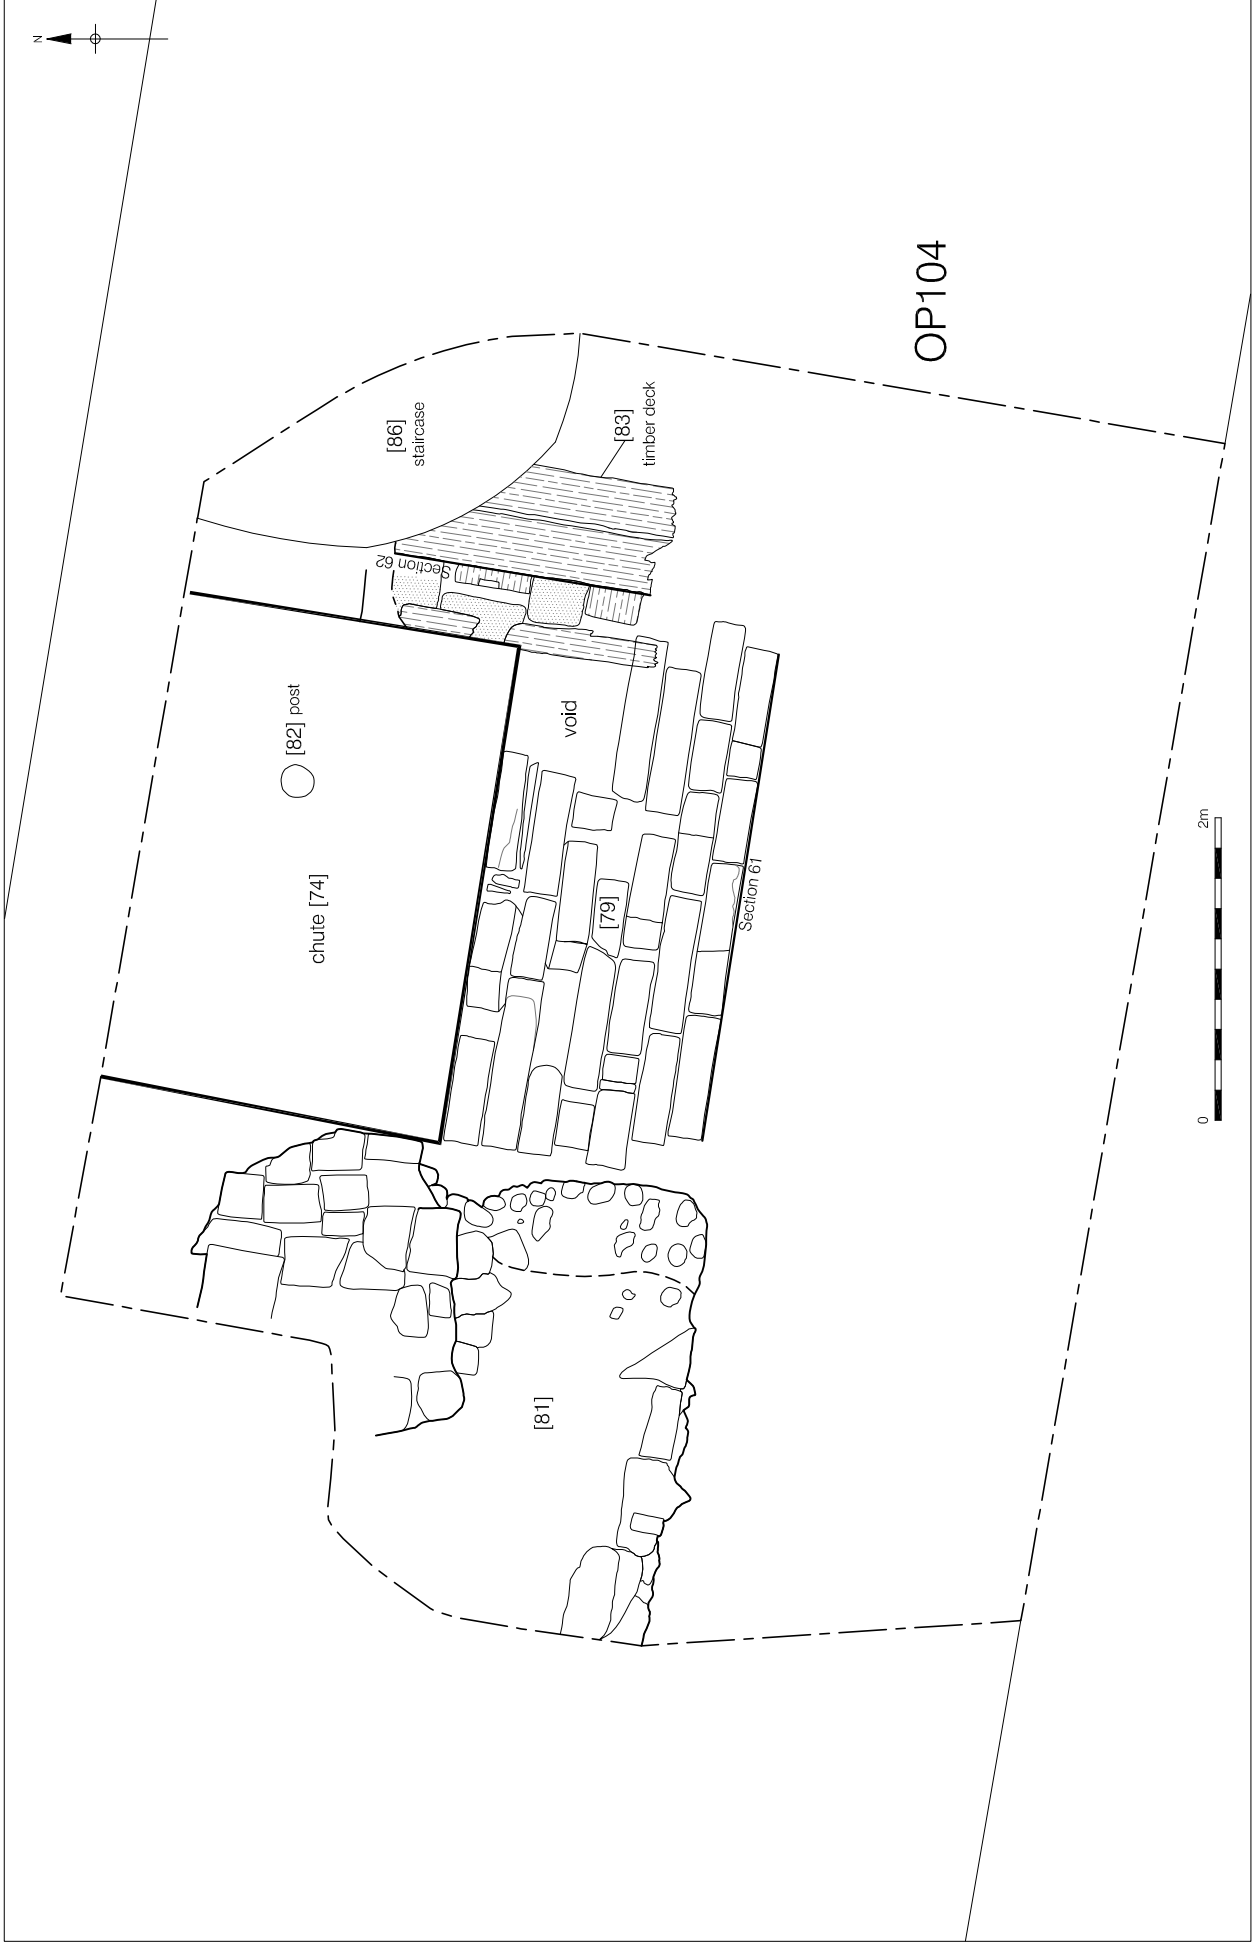 N
[86]
staircase
[83]
timber deck
OP104
Section 62
[82] post
void
chute [74]
[79]
Section 61
2m
0
[81]